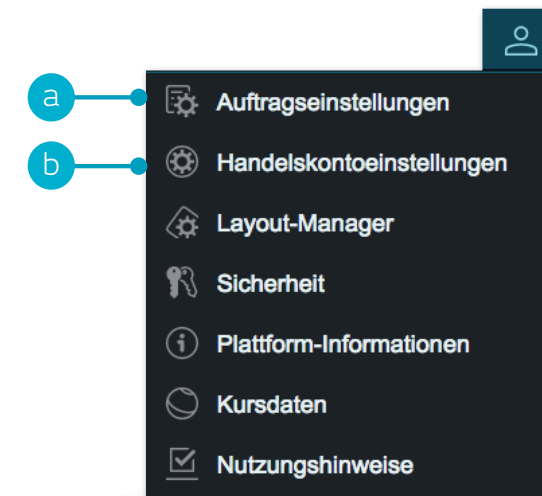 a Auftragseinstellungen
b Handelskontoeinstellungen
Layout-Manager
Sicherheit
Plattform-Informationen
Kursdaten
Nutzungshinweise